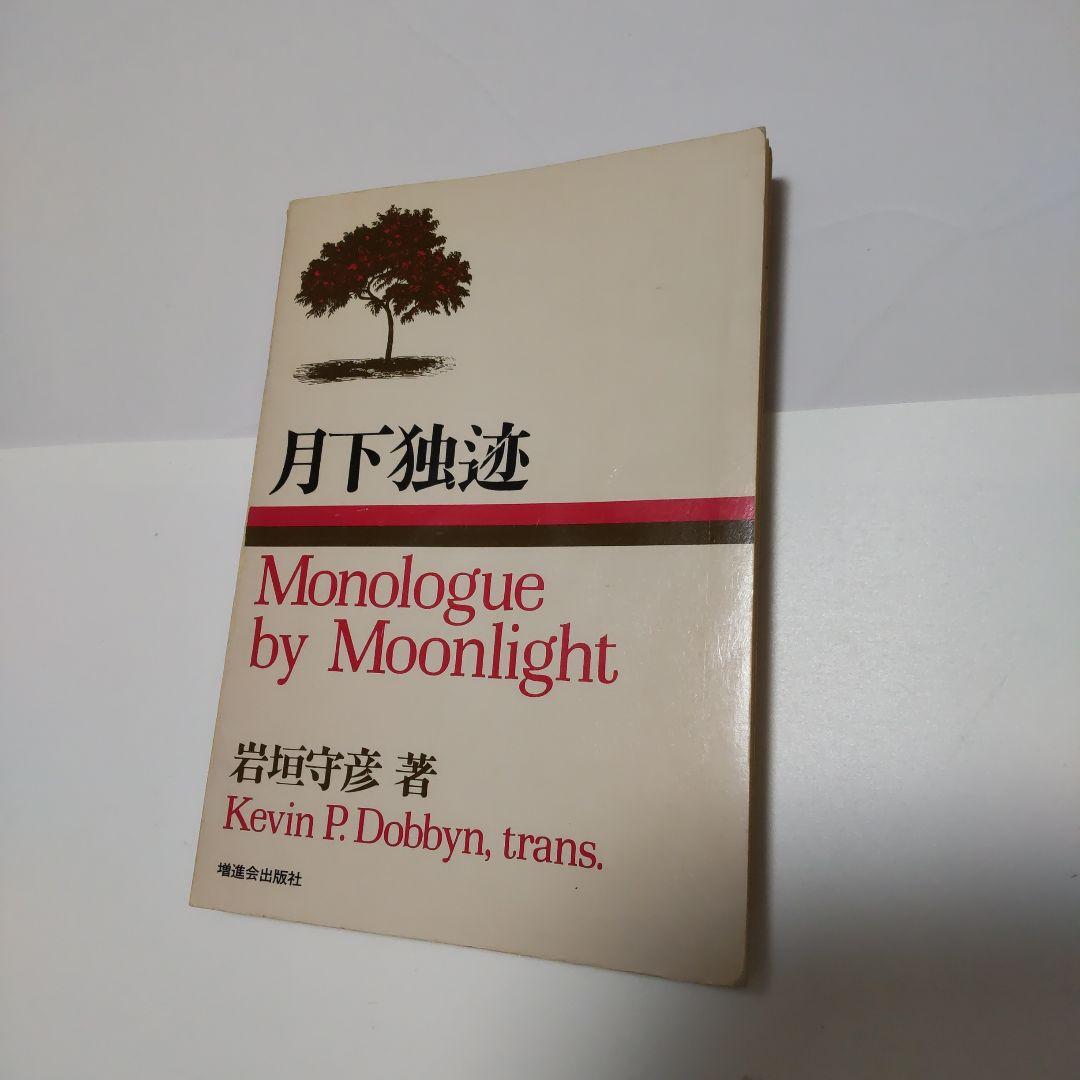 月下独迹
Monologue
by Moonlight
岩垣守彦 著
Kevin P. Dobbyn, trans.
増進会出版社